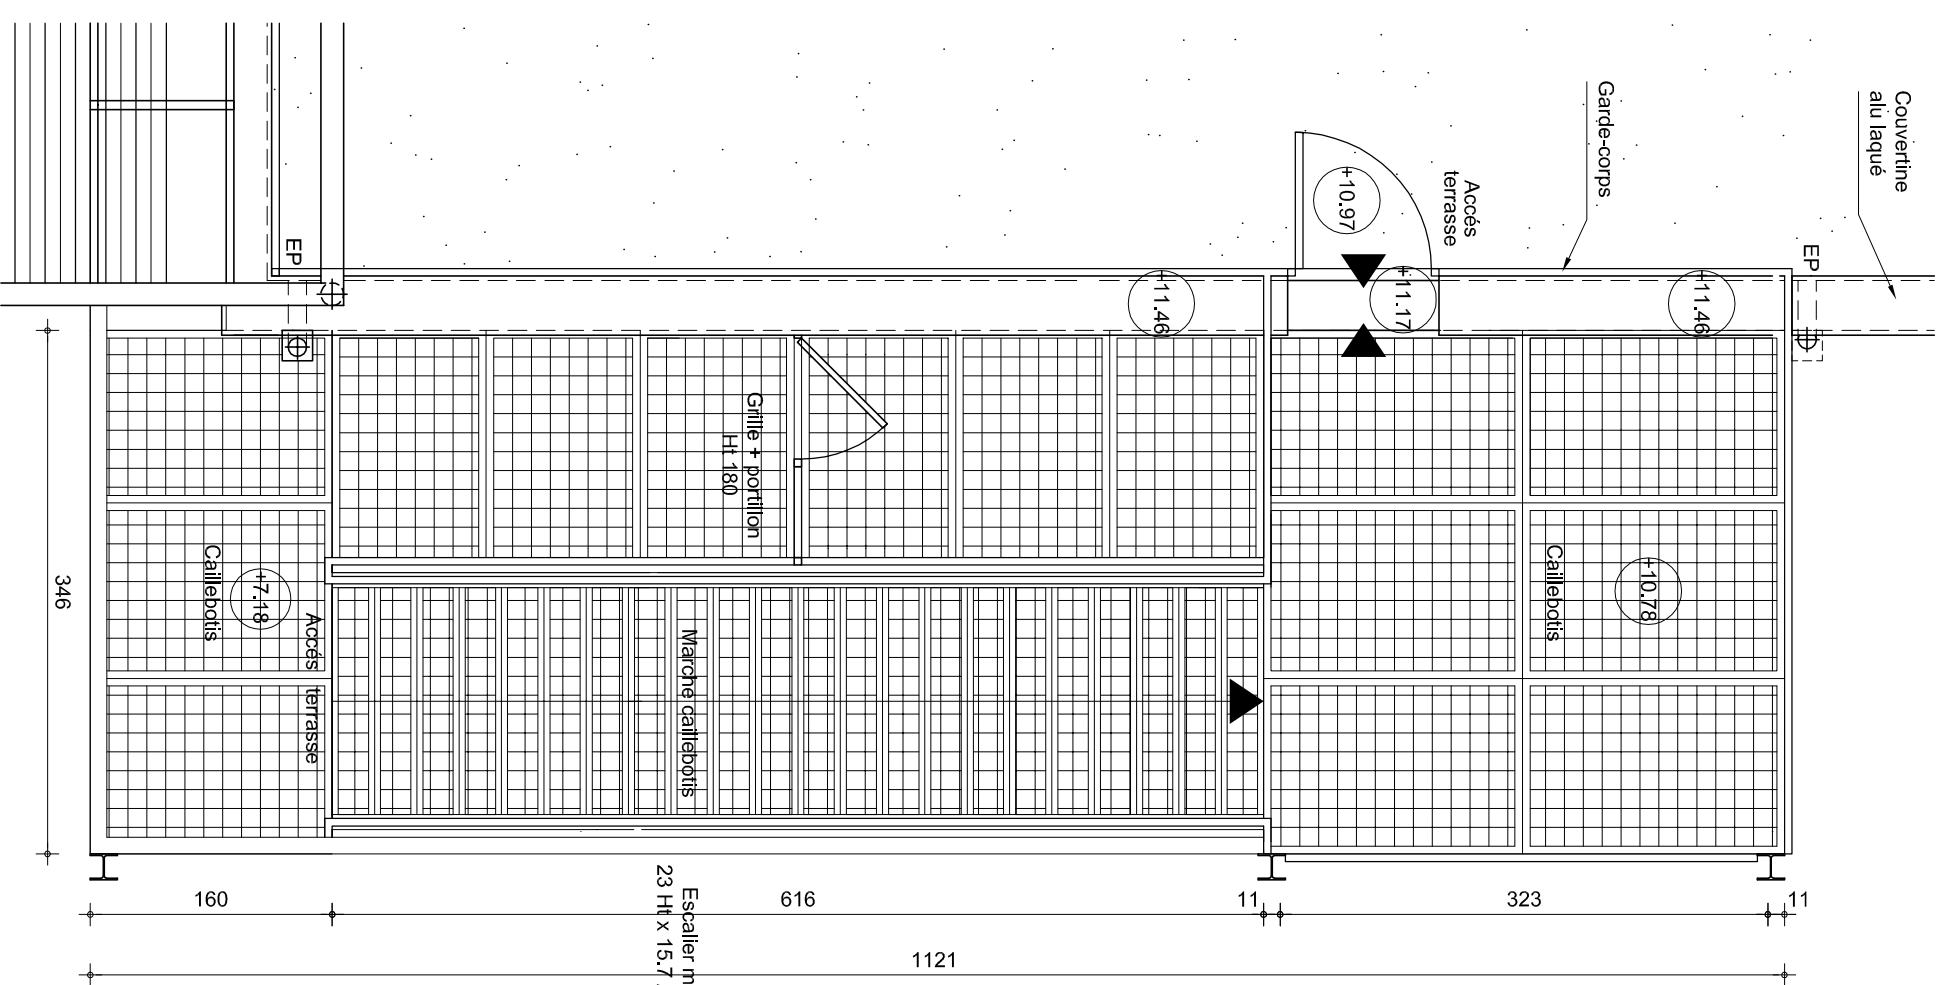 Couvertine
alu laqué
Garde-corps
Accés
terrasse
+10.97
EP
EP
+11.46
+11.17
+11.46
Grille + portillon
Ht 180
Caillebotis
+10.78
Caillebotis
+7.18
Accés terrasse
Marche caillebotis
346
Escalier m
23 Ht x 15.7
160
616
11
323
11
1121